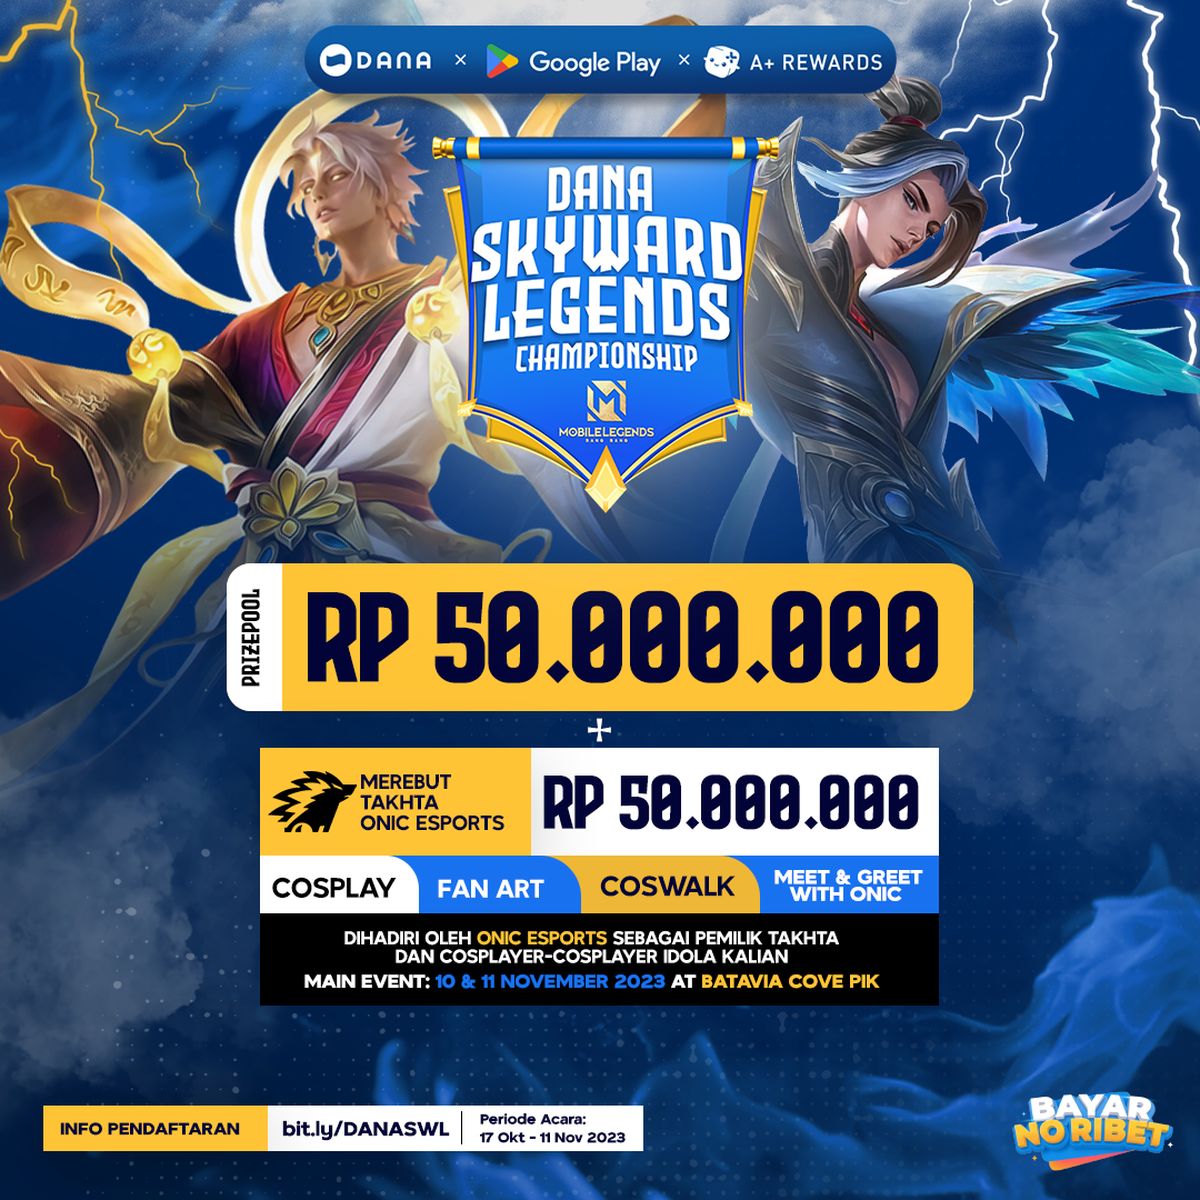 DANA × Google Play × A+ REWARDS
DANA
SKYWARD
LEGENDS
CHAMPIONSHIP
MOBILE LEGENDS
BANG BANG
PRIZEPOOL
RP 50.000.000
+
MEREBUT
TAKHTA
ONIC ESPORTS
RP 50.000.000
COSPLAY
FAN ART
COSWALK
MEET & GREET
WITH ONIC
DIHADIRI OLEH ONIC ESPORTS SEBAGAI PEMILIK TAKHTA
DAN COSPLAYER-COSPLAYER IDOLA KALIAN
MAIN EVENT: 10 & 11 NOVEMBER 2023 AT BATAVIA COVE PIK
INFO PENDAFTARAN
bit.ly/DANASWL
Periode Acara:
17 Okt - 11 Nov 2023
BAYAR
NO RIBET